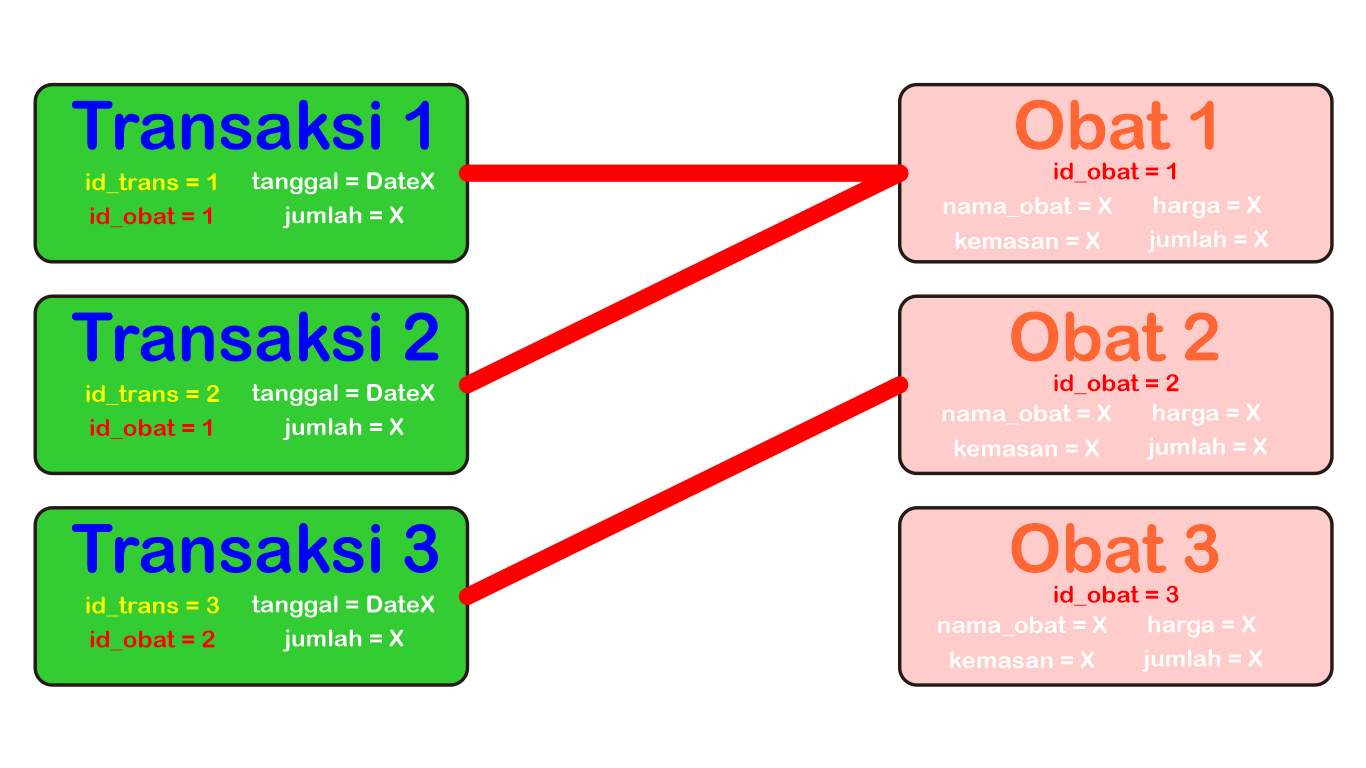 Transaksi 1
id_trans = 1 tanggal = DateX
id_obat = 1 jumlah = X
Transaksi 2
id_trans = 2 tanggal = DateX
id_obat = 1 jumlah = X
Transaksi 3
id_trans = 3 tanggal = DateX
id_obat = 2 jumlah = X
Obat 1
id_obat = 1
nama_obat = X harga = X
kemasan = X jumlah = X
Obat 2
id_obat = 2
nama_obat = X harga = X
kemasan = X jumlah = X
Obat 3
id_obat = 3
nama_obat = X harga = X
kemasan = X jumlah = X